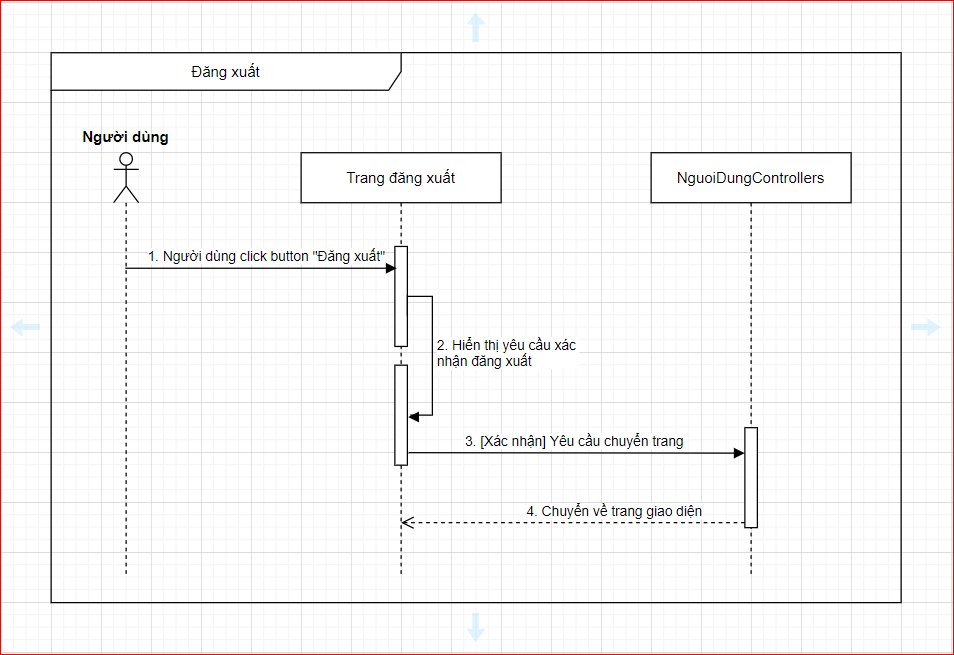 Đăng xuất
Người dùng
Trang đăng xuất
NguoiDungControllers
1. Người dùng click button "Đăng xuất"
2. Hiển thị yêu cầu xác
nhận đăng xuất
3. [Xác nhận] Yêu cầu chuyển trang
4. Chuyển về trang giao diện